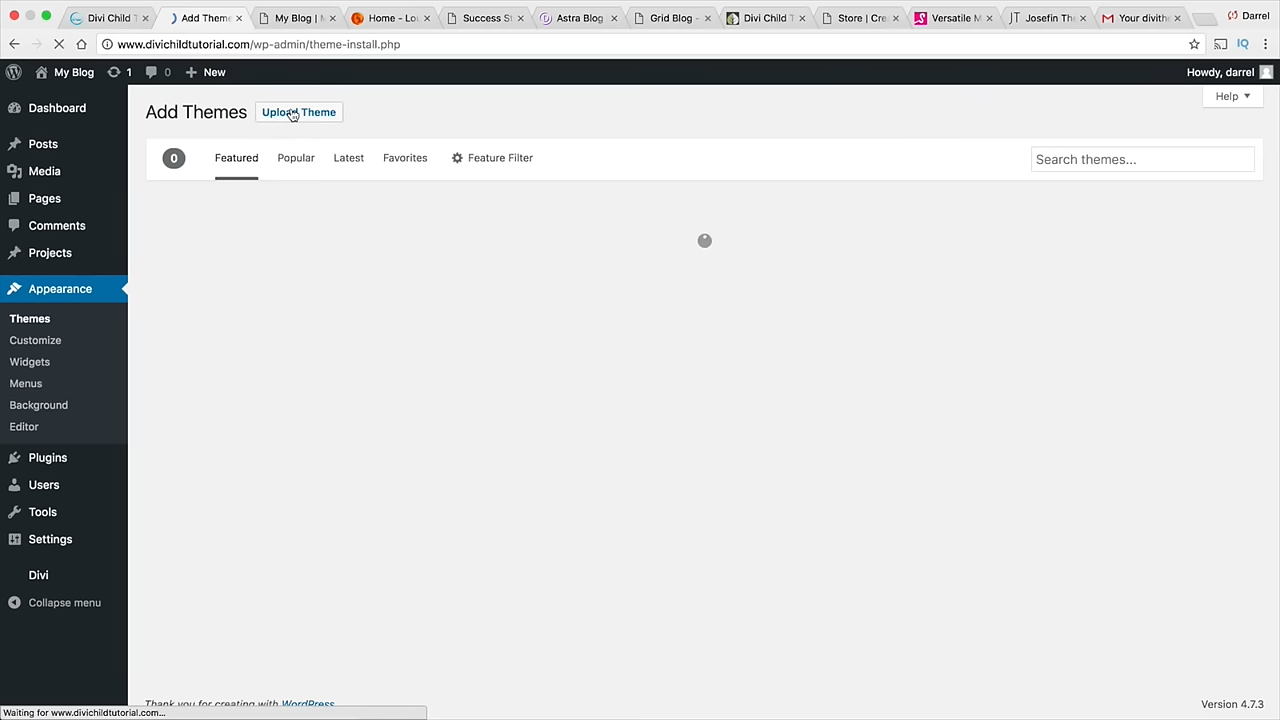 Divi Child T
Add Theme
My Blog | 
Home – Lo
Success St
Astra Blog
Grid Blog –
Divi Child T
Store | Cre
Versatile M
Josefin The
Your divith
Darrel
www.divichildtutorial.com/wp-admin/theme-install.php
IQ
My Blog
1
0
New
Howdy, darrel
Help
Dashboard
Posts
Media
Pages
Comments
Projects
Appearance
Themes
Customize
Widgets
Menus
Background
Editor
Plugins
Users
Tools
Settings
Divi
Collapse menu
Add Themes
Upload Theme
0
Featured
Popular
Latest
Favorites
Feature Filter
Search themes...
Thank you for creating with WordPress
Version 4.7.3
Waiting for www.divichildtutorial.com...